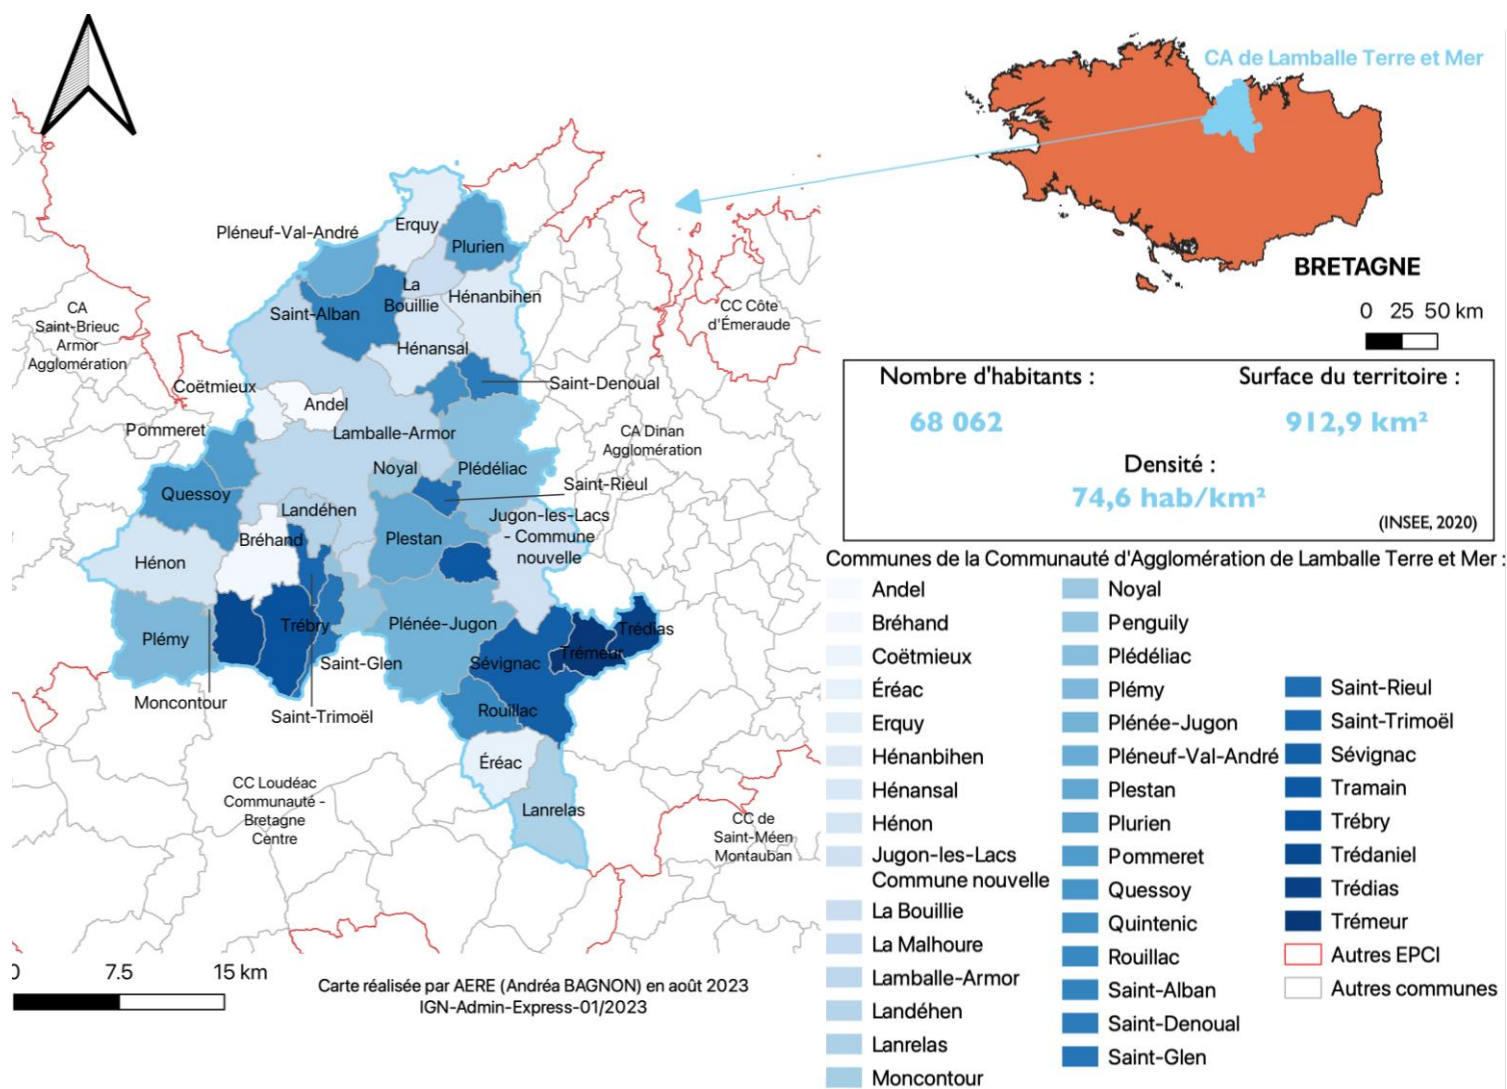 CA de Lamballe Terre et Mer
BRETAGNE
0 25 50 km
Pléneuf-Val-André
Erquy
Plurien
La
Bouillie
Hénanbihen
Saint-Alban
Hénansal
Saint-Denoual
CA
Saint-Brieuc
Armor
Agglomération
CC Côte
d'Émeraude
Coëtmieux
Andel
Pommeret
Lamballe-Armor
CA Dinan
Agglomération
Noyal
Plédéliac
Quessoy
Saint-Rieul
Landéhen
Jugon-les-Lacs
- Commune
nouvelle
Bréhand
Plestan
Hénon
Plémy
Trébry
Plénée-Jugon
Trédias
Trémeur
Saint-Glen
Sévignac
Moncontour
Saint-Trimoël
Rouillac
Éréac
Lanrelas
CC Loudéac
Communauté -
Bretagne
Centre
CC de
Saint-Méen
Montauban
0 7.5 15 km
Carte réalisée par AERE (Andréa BAGNON) en août 2023
IGN-Admin-Express-01/2023
Nombre d'habitants :
68 062
Surface du territoire :
912,9 km²
Densité :
74,6 hab/km²
(INSEE, 2020)
Communes de la Communauté d'Agglomération de Lamballe Terre et Mer :
Andel
Bréhand
Coëtmieux
Éréac
Erquy
Hénanbihen
Hénansal
Hénon
Jugon-les-Lacs
Commune nouvelle
La Bouillie
La Malhoure
Lamballe-Armor
Landéhen
Lanrelas
Moncontour
Noyal
Penguily
Plédéliac
Plémy
Plénée-Jugon
Pléneuf-Val-André
Plestan
Plurien
Pommeret
Quessoy
Quintenic
Rouillac
Saint-Alban
Saint-Denoual
Saint-Glen
Saint-Rieul
Saint-Trimoël
Sévignac
Tramain
Trébry
Trédaniel
Trédias
Trémeur
Autres EPCI
Autres communes